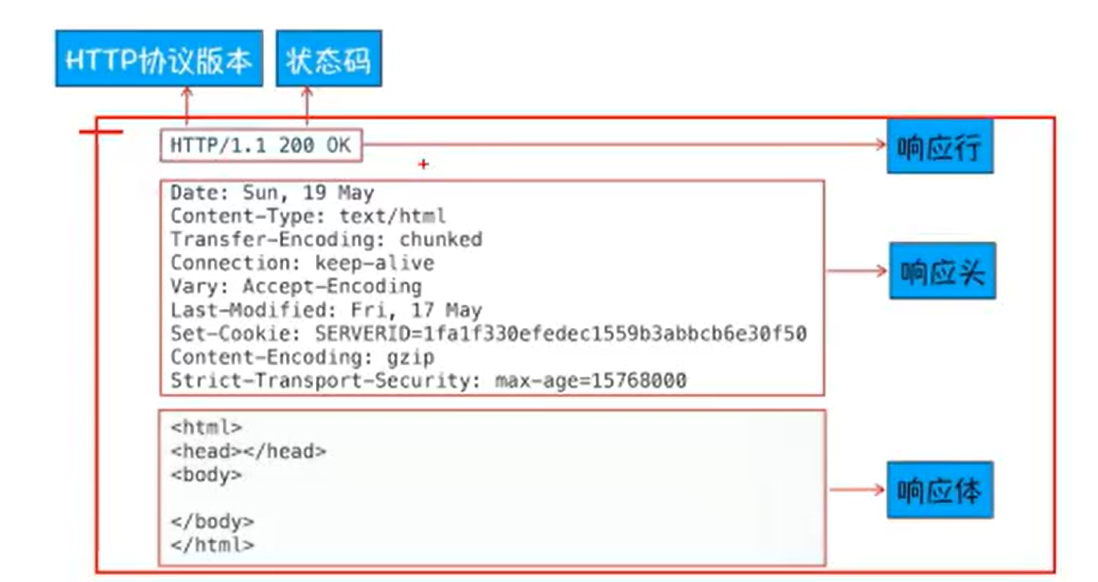 HTTP协议版本
状态码
HTTP/1.1 200 OK
响应行
Date: Sun, 19 May
Content-Type: text/html
Transfer-Encoding: chunked
Connection: keep-alive
Vary: Accept-Encoding
Last-Modified: Fri, 17 May
Set-Cookie: SERVERID=1fa1f330efedec1559b3abbcb6e30f50
Content-Encoding: gzip
Strict-Transport-Security: max-age=15768000
响应头
<html>
<head></head>
<body>
</body>
</html>
响应体